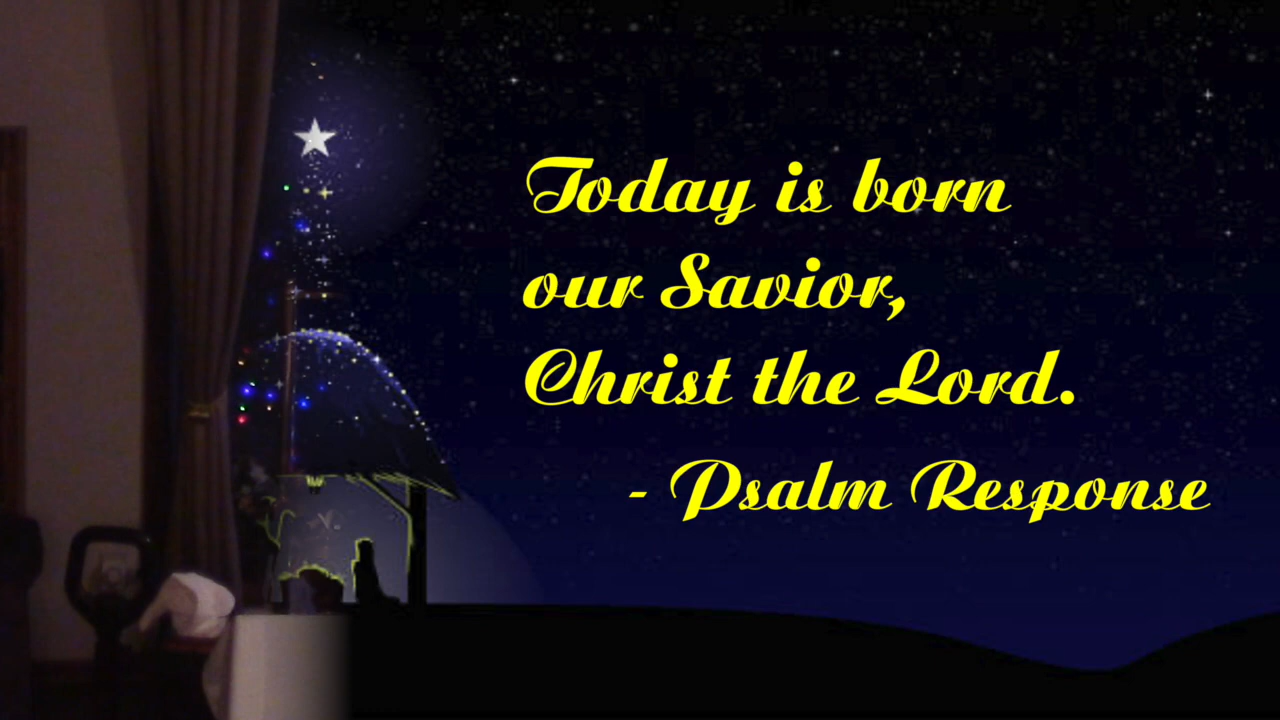 Today is born
our Savior,
Christ the Lord.
- Psalm Response